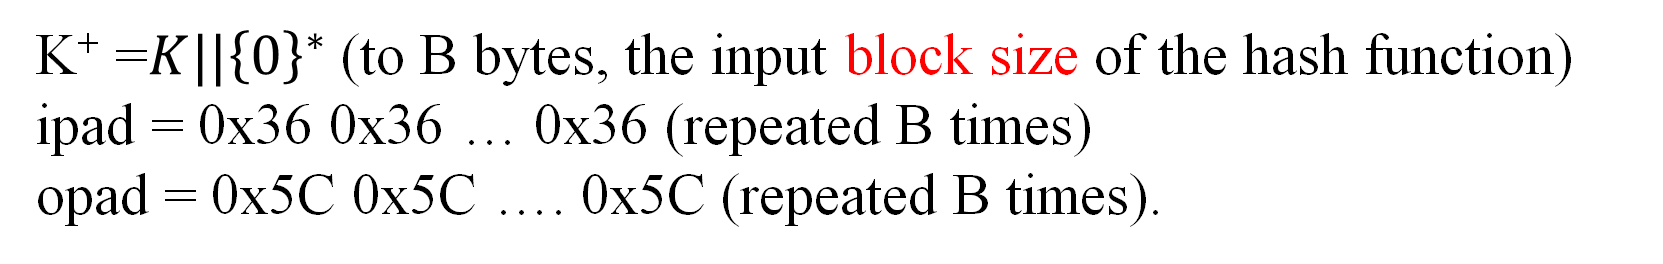 K⁺ =K||{0}* (to B bytes, the input block size of the hash function)
ipad = 0x36 0x36 … 0x36 (repeated B times)
opad = 0x5C 0x5C …. 0x5C (repeated B times).